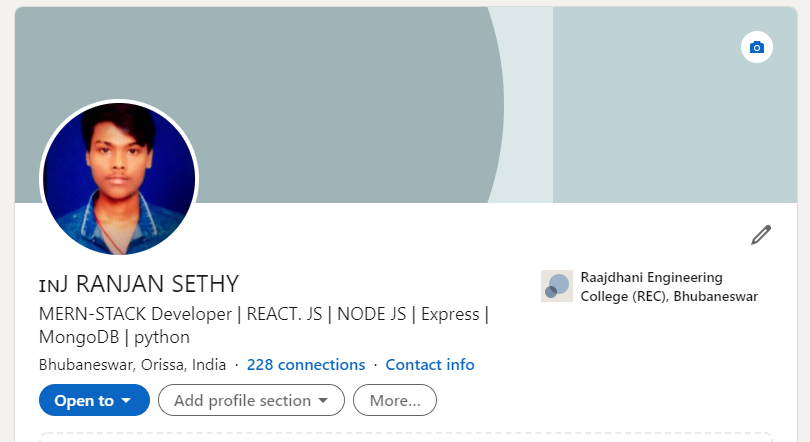 ɪɴJ RANJAN SETHY
MERN-STACK Developer | REACT. JS | NODE JS | Express |
MongoDB | python
Bhubaneswar, Orissa, India · 228 connections · Contact info
Open to
Add profile section
More...
Raajdhani Engineering
College (REC), Bhubaneswar